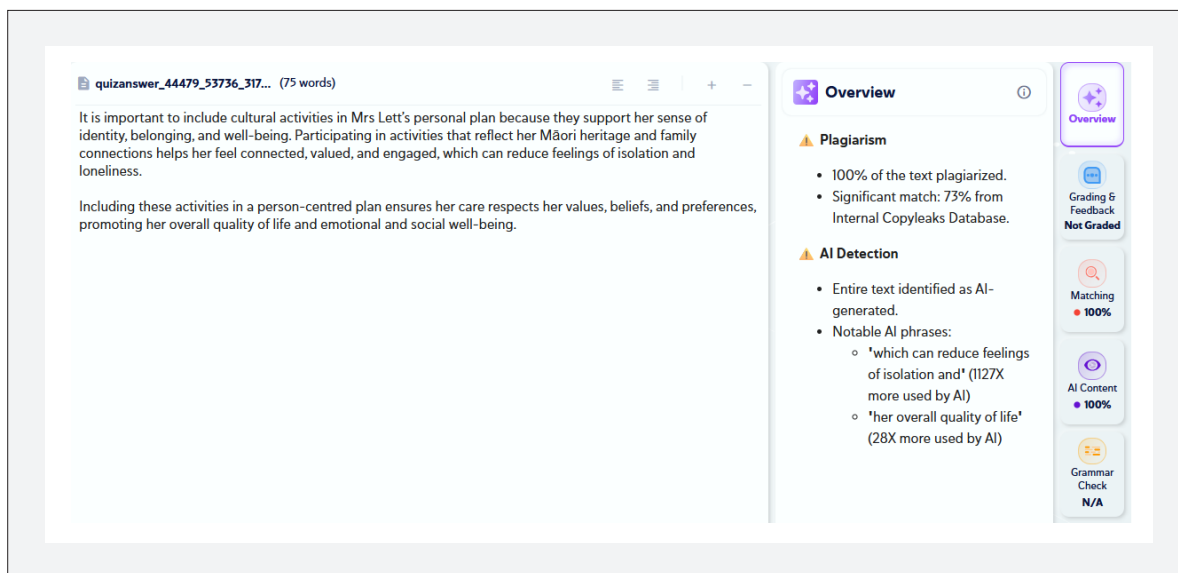 quizanswer_44479_53736_317... (75 words)
It is important to include cultural activities in Mrs Lett's personal plan because they support her sense of
identity, belonging, and well-being. Participating in activities that reflect her Māori heritage and family
connections helps her feel connected, valued, and engaged, which can reduce feelings of isolation and
loneliness.
Including these activities in a person-centred plan ensures her care respects her values, beliefs, and preferences,
promoting her overall quality of life and emotional and social well-being.
Overview
Plagiarism
• 100% of the text plagiarized.
• Significant match: 73% from
Internal Copyleaks Database.
AI Detection
• Entire text identified as AI-
generated.
• Notable AI phrases:
◦ 'which can reduce feelings
of isolation and' (1127X
more used by AI)
◦ 'her overall quality of life'
(28X more used by AI)
Overview
Grading &
Feedback
Not Graded
Matching
100%
AI Content
100%
Grammar
Check
N/A